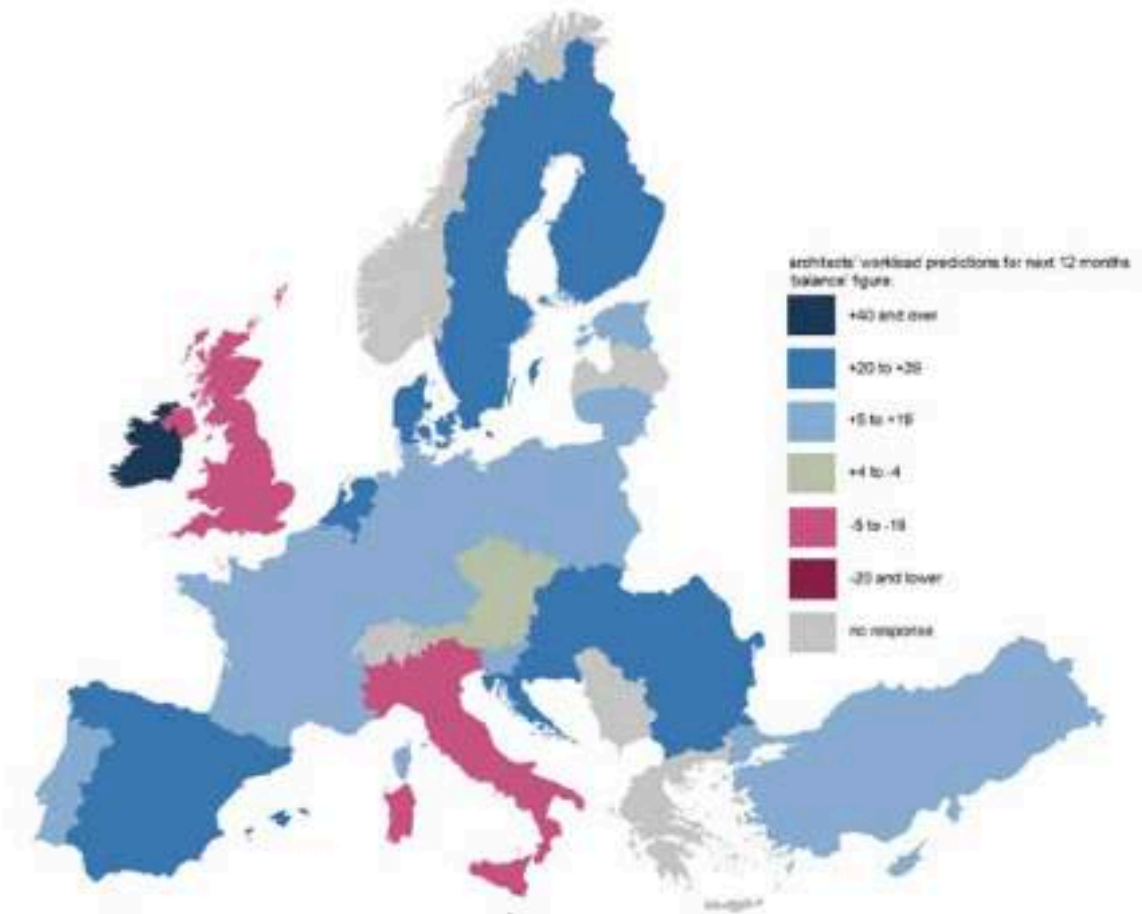 architects' workload predictions for next 12 months
'balance' figure
+40 and over
+20 to +39
+5 to +19
+4 to -4
-5 to -19
-20 and lower
no response